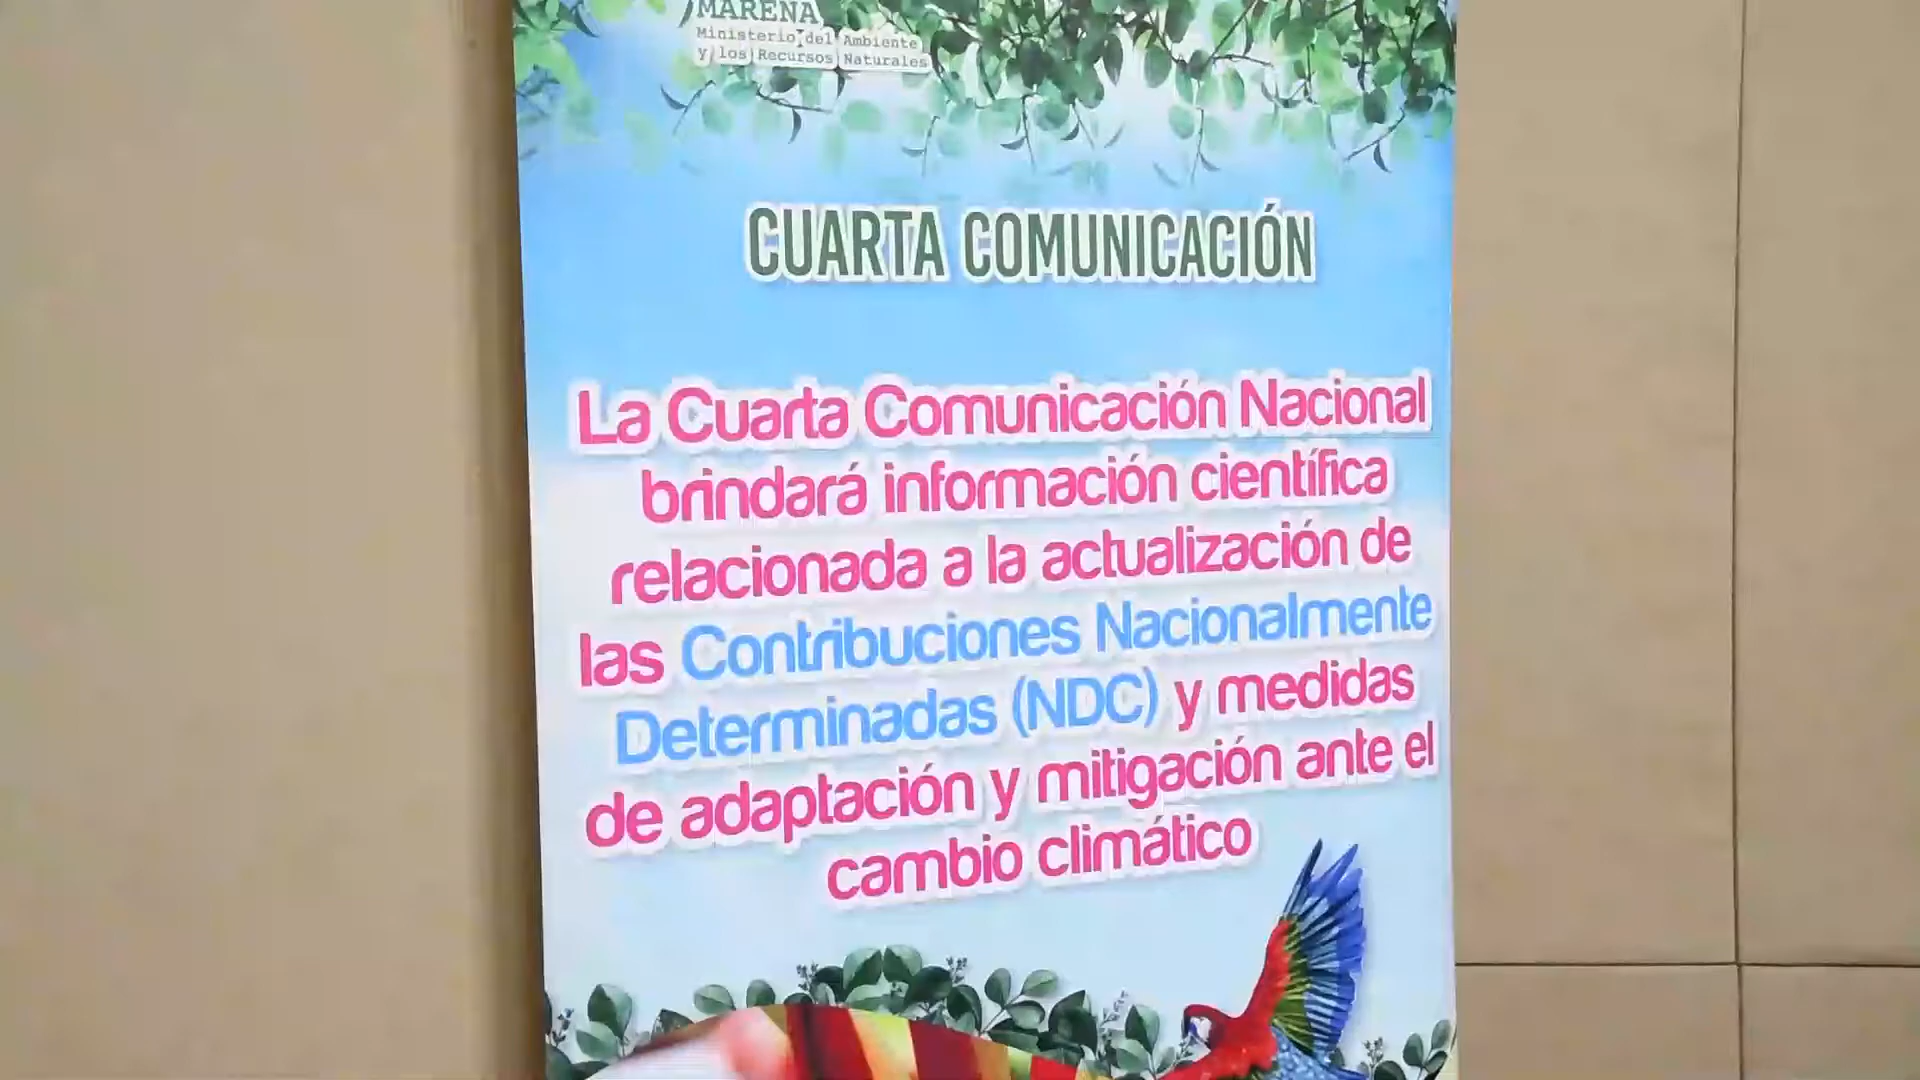 MARENA
Ministerio del Ambiente
y los Recursos Naturales
CUARTA COMUNICACIÓN
La Cuarta Comunicación Nacional
brindará información científica
relacionada a la actualización de
las Contribuciones Nacionalmente
Determinadas (NDC) y medidas
de adaptación y mitigación ante el
cambio climático